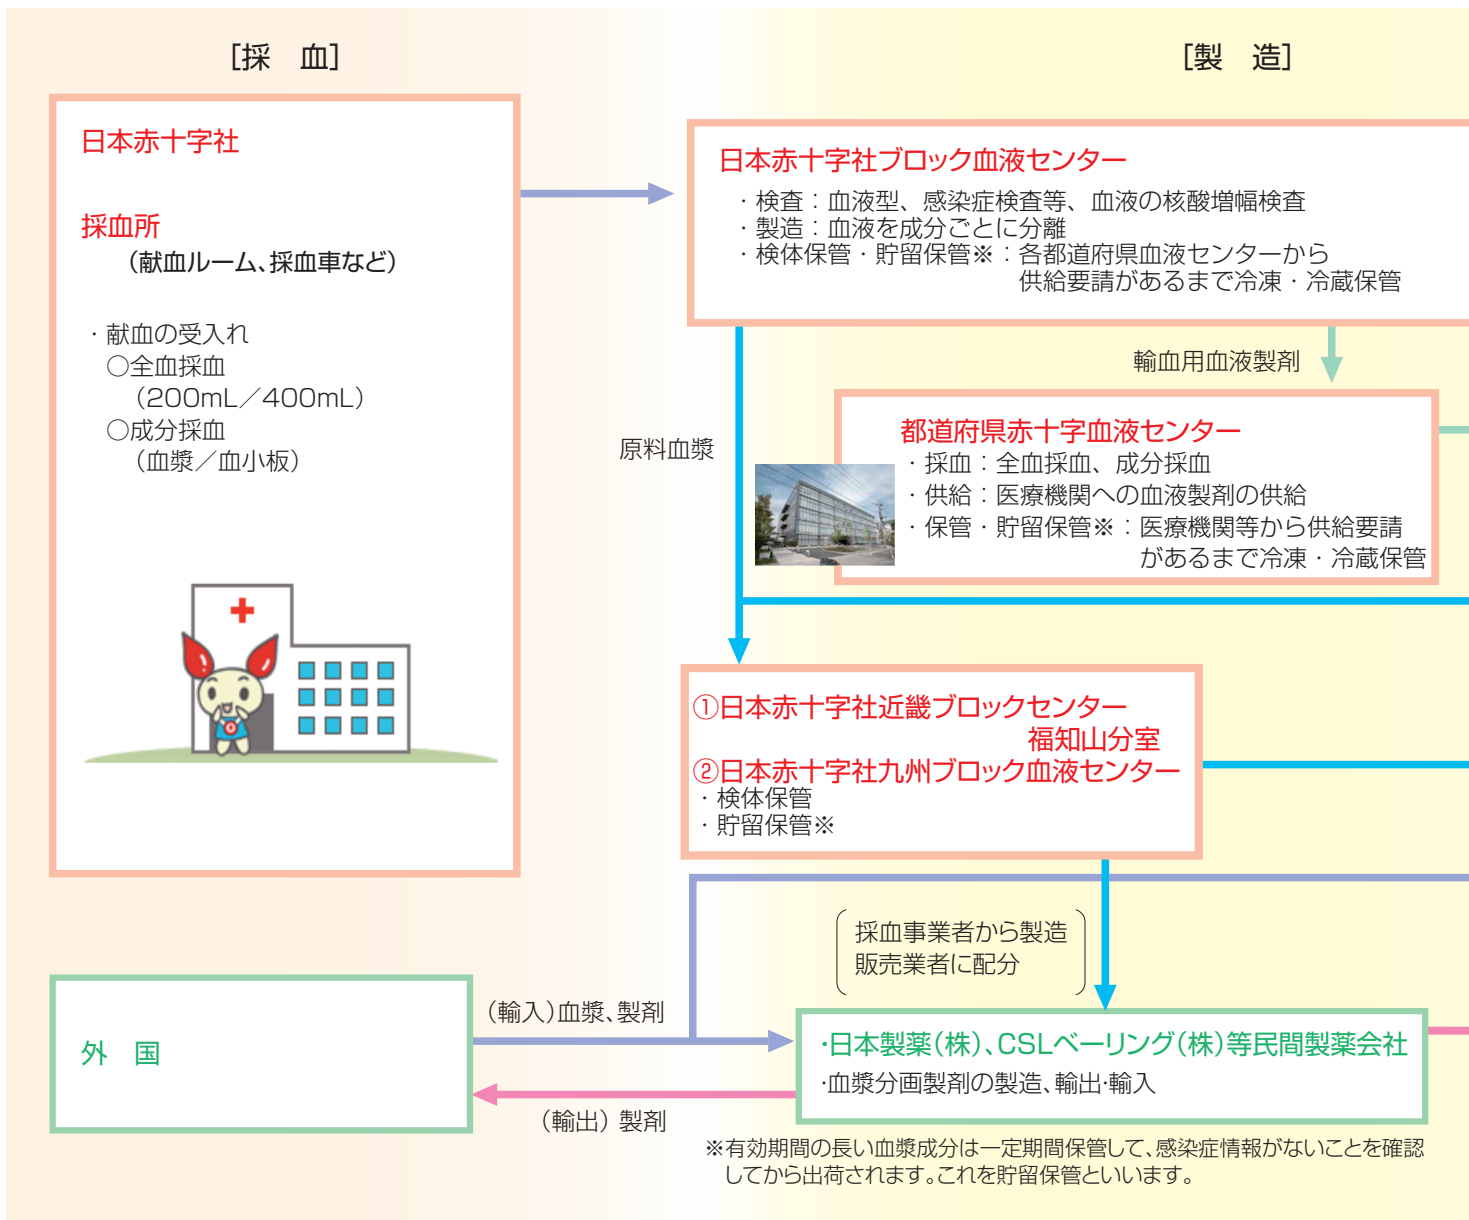 [採　血]
日本赤十字社
採血所
（献血ルーム、採血車など）
・献血の受入れ
○全血採血
（200mL／400mL）
○成分採血
（血漿／血小板）
[製　造]
日本赤十字社ブロック血液センター
・検査：血液型、感染症検査等、血液の核酸増幅検査
・製造：血液を成分ごとに分離
・検体保管・貯留保管※：各都道府県血液センターから
供給要請があるまで冷凍・冷蔵保管
輸血用血液製剤
原料血漿
都道府県赤十字血液センター
・採血：全血採血、成分採血
・供給：医療機関への血液製剤の供給
・保管・貯留保管※：医療機関等から供給要請
があるまで冷凍・冷蔵保管
①日本赤十字社近畿ブロックセンター
福知山分室
②日本赤十字社九州ブロック血液センター
・検体保管
・貯留保管※
採血事業者から製造
販売業者に配分
外　国
（輸入）血漿、製剤
（輸出）製剤
・日本製薬（株）、CSLベーリング（株）等民間製薬会社
・血漿分画製剤の製造、輸出・輸入
※有効期間の長い血漿成分は一定期間保管して、感染症情報がないことを確認
してから出荷されます。これを貯留保管といいます。